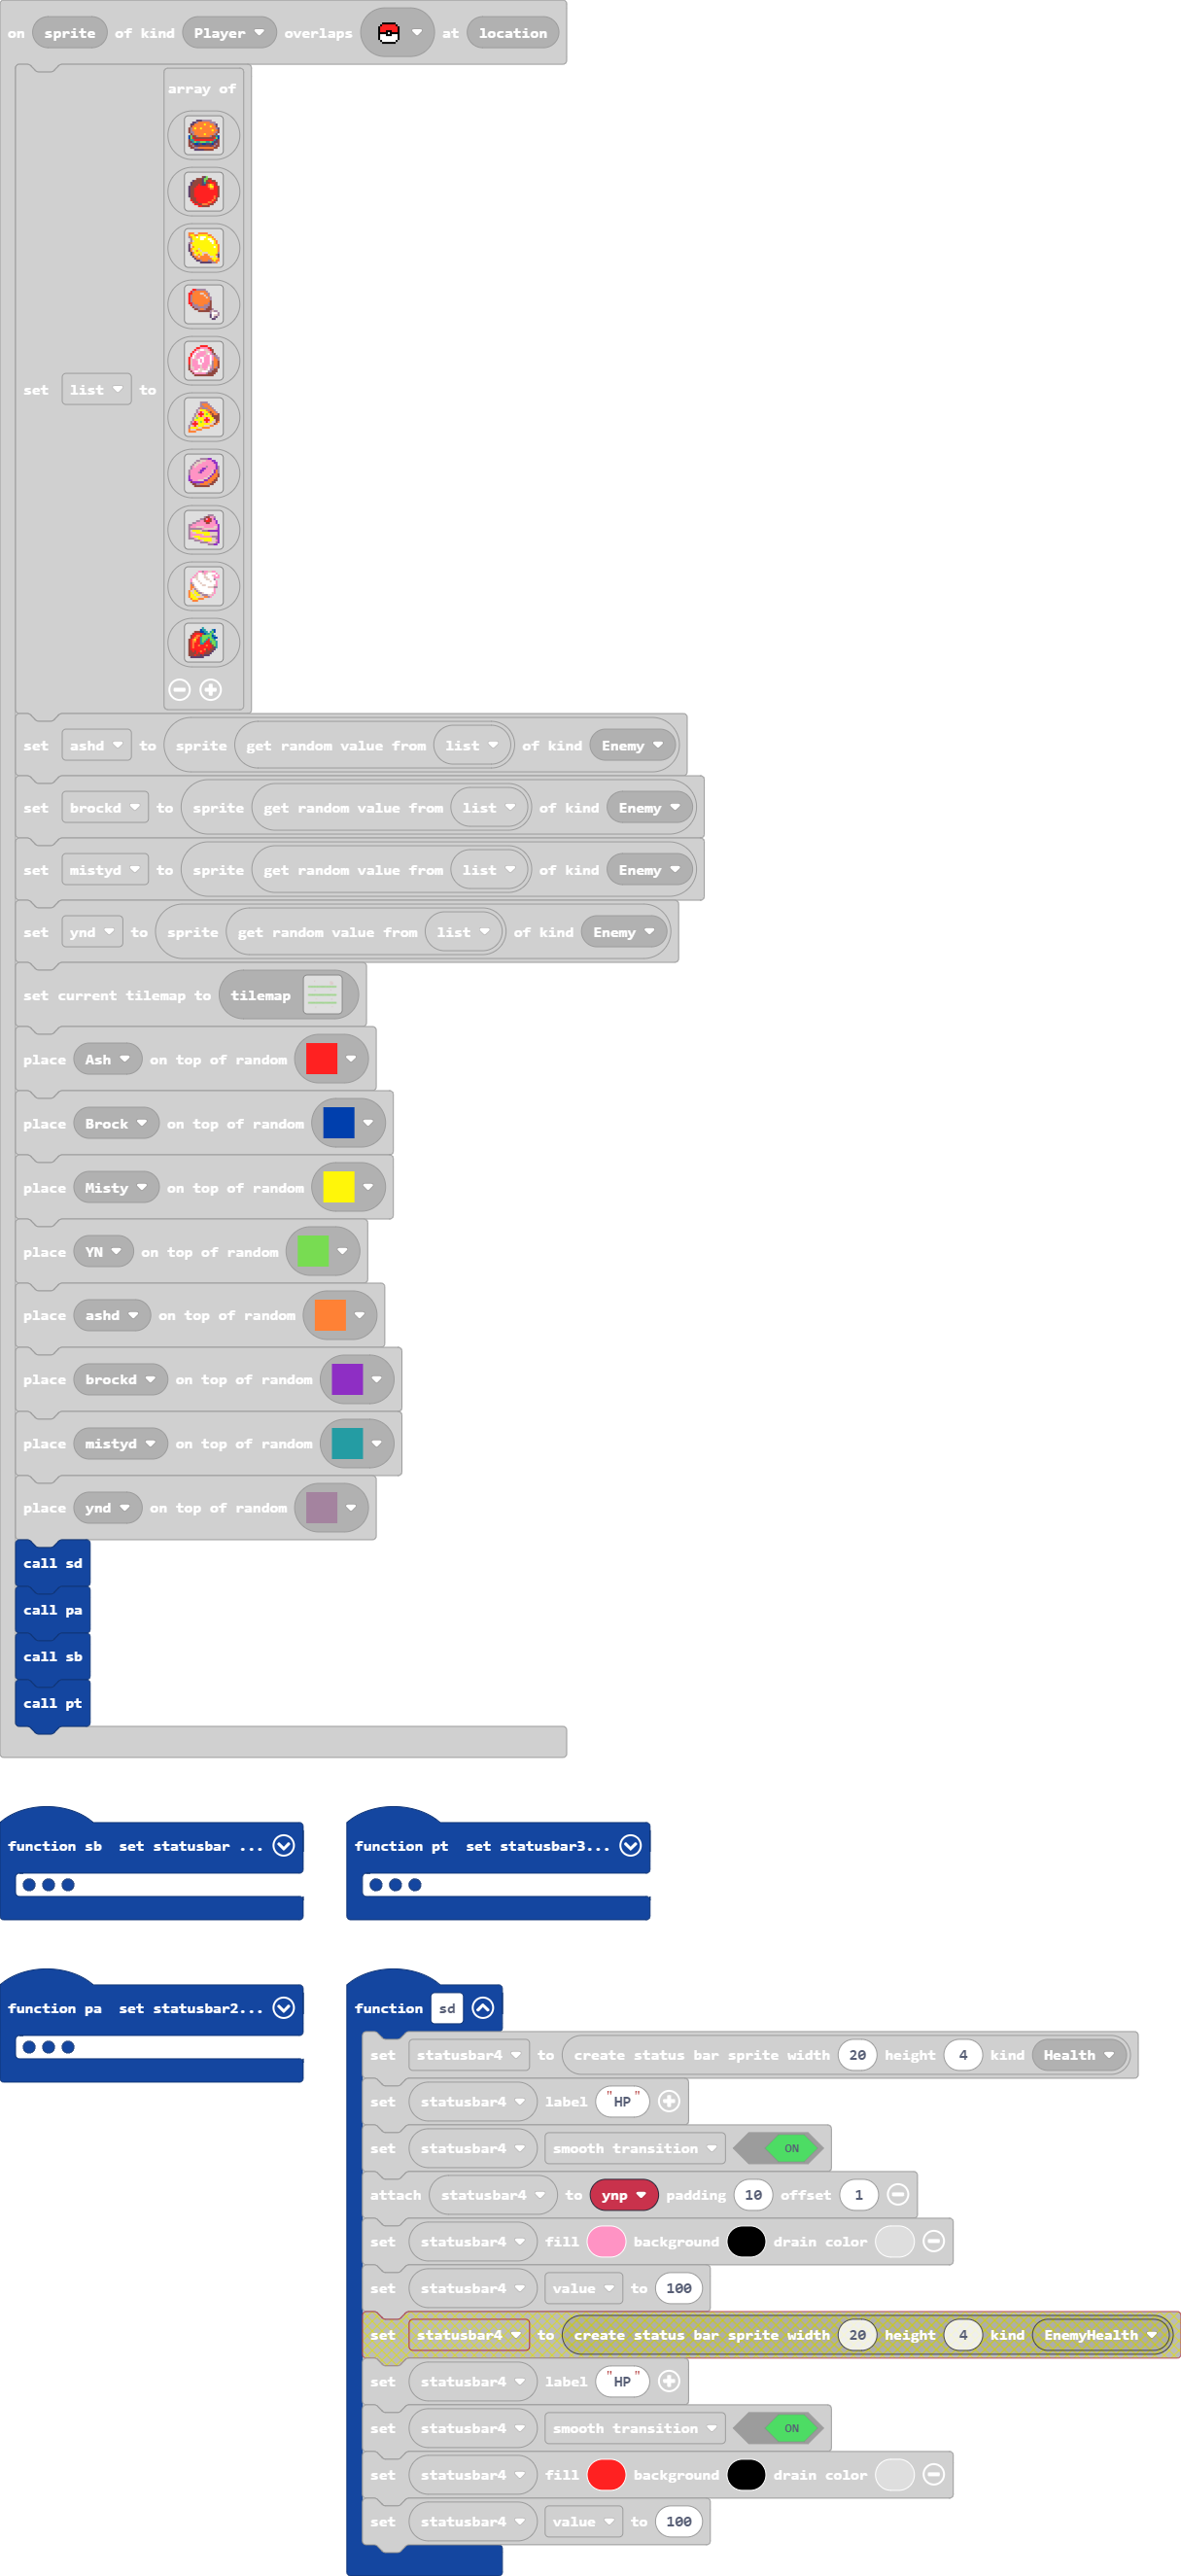 on sprite of kind Player overlaps at location
array of
set list to
set ashd to sprite get random value from list of kind Enemy
set brockd to sprite get random value from list of kind Enemy
set mistyd to sprite get random value from list of kind Enemy
set ynd to sprite get random value from list of kind Enemy
set current tilemap to tilemap
place Ash on top of random
place Brock on top of random
place Misty on top of random
place YN on top of random
place ashd on top of random
place brockd on top of random
place mistyd on top of random
place ynd on top of random
call sd
call pa
call sb
call pt
function sb set statusbar ...
function pt set statusbar3...
function pa set statusbar2...
function sd
set statusbar4 to create status bar sprite width 20 height 4 kind Health
set statusbar4 label "HP"
set statusbar4 smooth transition ON
attach statusbar4 to ynp padding 10 offset 1
set statusbar4 fill background drain color
set statusbar4 value to 100
set statusbar4 to create status bar sprite width 20 height 4 kind EnemyHealth
set statusbar4 label "HP"
set statusbar4 smooth transition ON
set statusbar4 fill background drain color
set statusbar4 value to 100